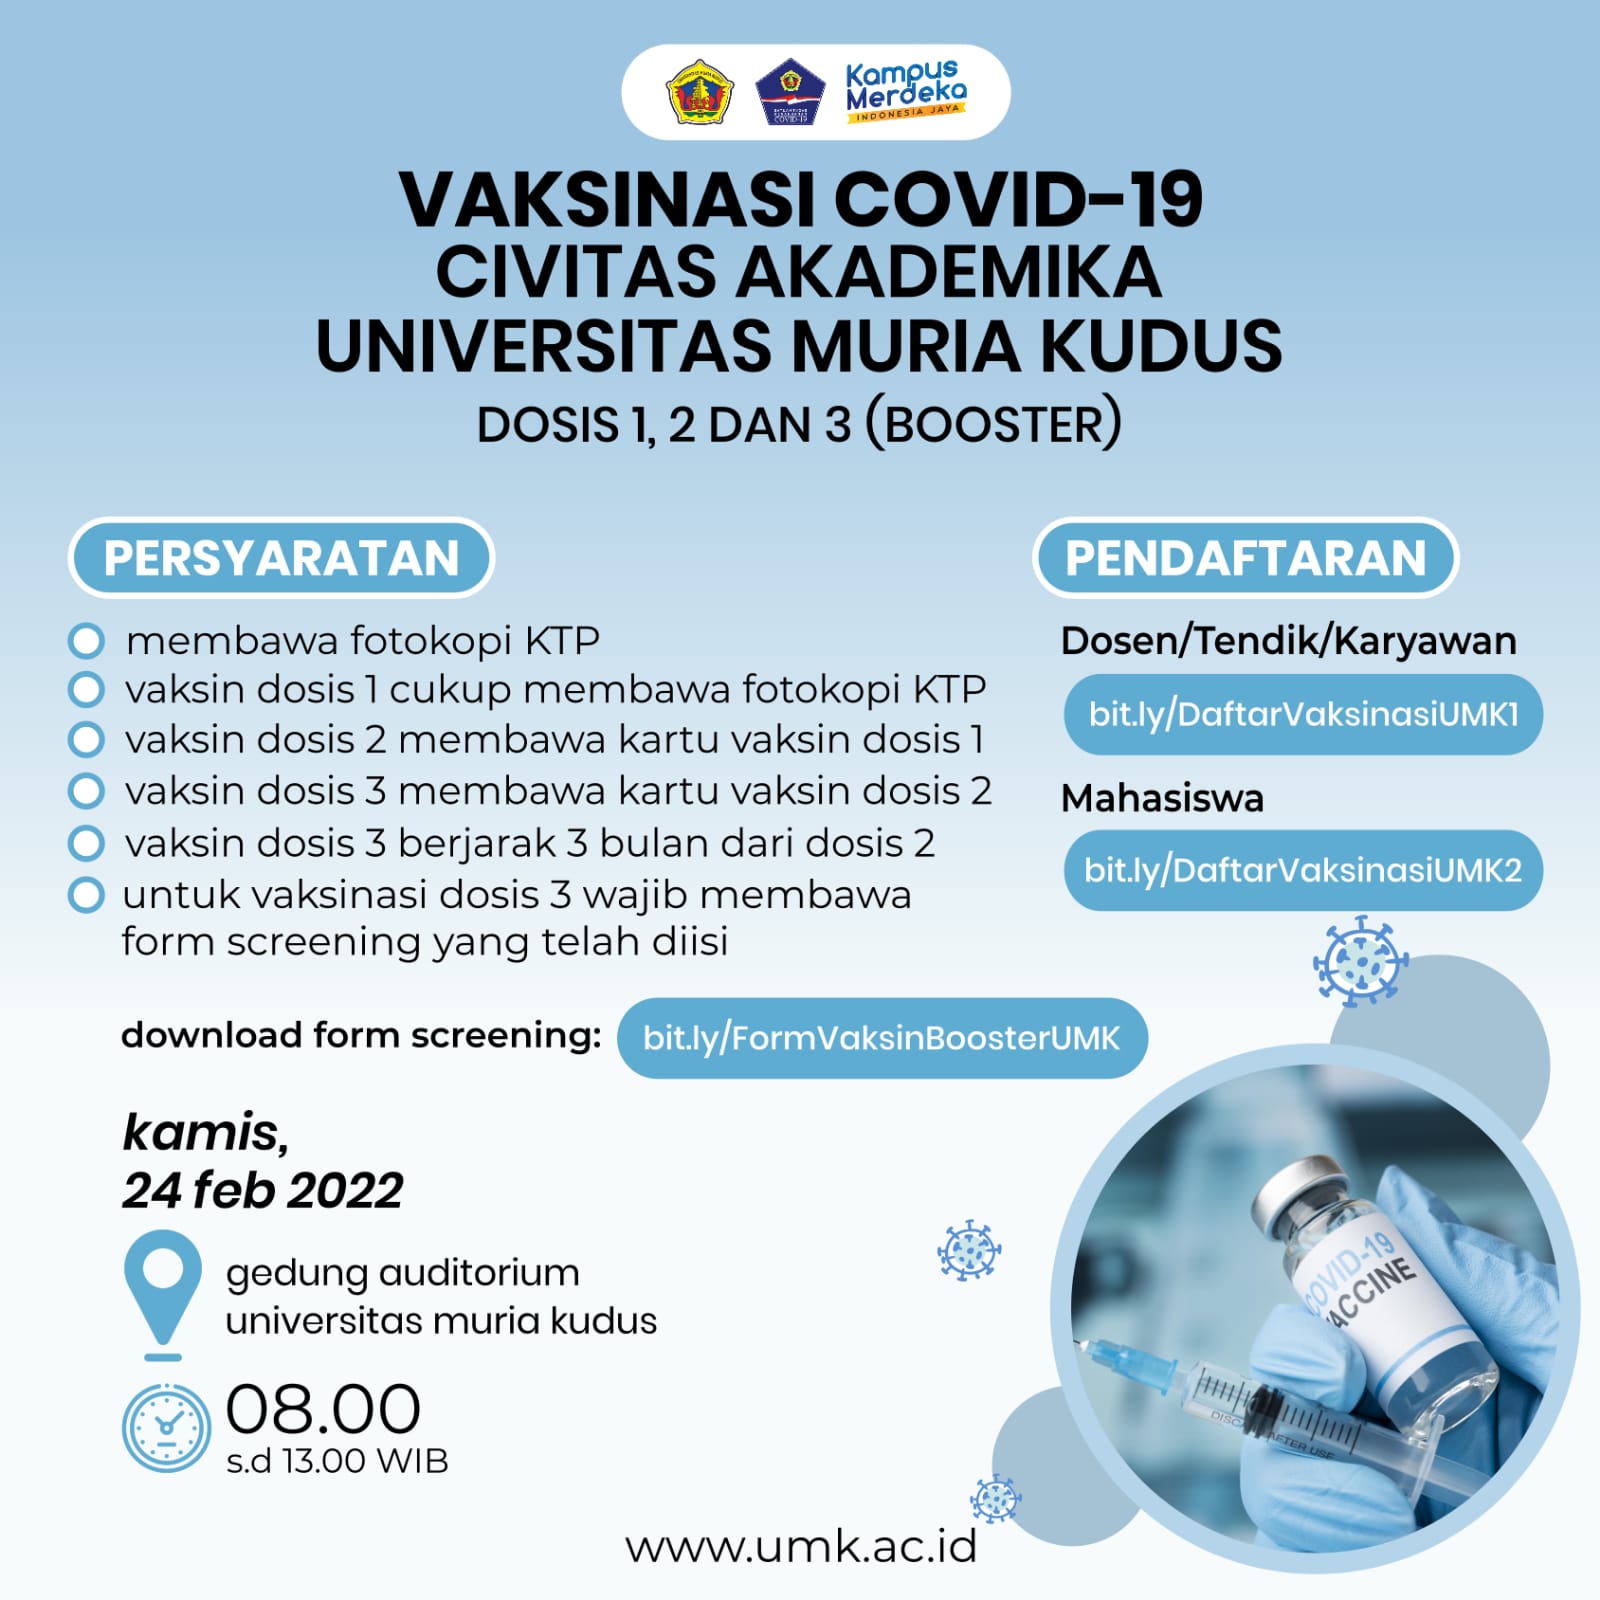 Kampus
Merdeka
INDONESIA JAYA
VAKSINASI COVID-19
CIVITAS AKADEMIKA
UNIVERSITAS MURIA KUDUS
DOSIS 1, 2 DAN 3 (BOOSTER)
PERSYARATAN
membawa fotokopi KTP
vaksin dosis 1 cukup membawa fotokopi KTP
vaksin dosis 2 membawa kartu vaksin dosis 1
vaksin dosis 3 membawa kartu vaksin dosis 2
vaksin dosis 3 berjarak 3 bulan dari dosis 2
untuk vaksinasi dosis 3 wajib membawa
form screening yang telah diisi
download form screening: bit.ly/FormVaksinBoosterUMK
PENDAFTARAN
Dosen/Tendik/Karyawan
bit.ly/DaftarVaksinasiUMK1
Mahasiswa
bit.ly/DaftarVaksinasiUMK2
kamis,
24 feb 2022
gedung auditorium
universitas muria kudus
08.00
s.d 13.00 WIB
COVID-19
VACCINE
AFTER USE
www.umk.ac.id